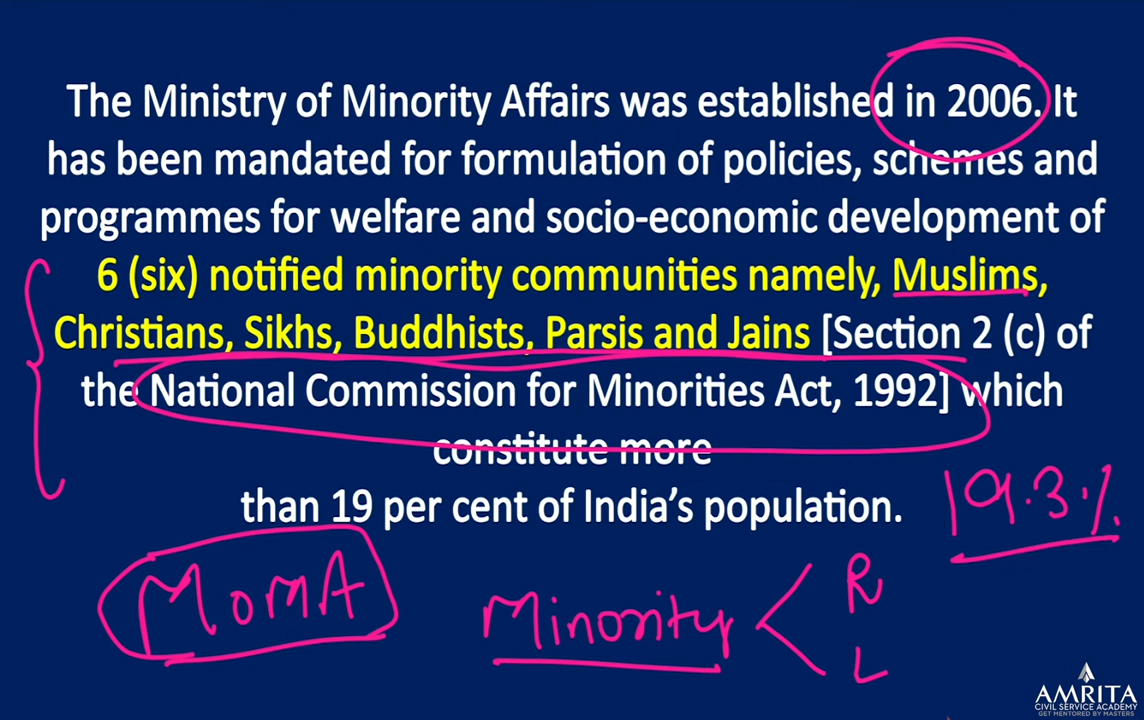 The Ministry of Minority Affairs was established in 2006. It
has been mandated for formulation of policies, schemes and
programmes for welfare and socio-economic development of
6 (six) notified minority communities namely, Muslims,
Christians, Sikhs, Buddhists, Parsis and Jains [Section 2 (c) of
the National Commission for Minorities Act, 1992] which
constitute more
than 19 per cent of India's population.
19.3%
MomA
Minority < R
L
AMRITA
CIVIL SERVICE ACADEMY
GET MENTORED BY MASTERS